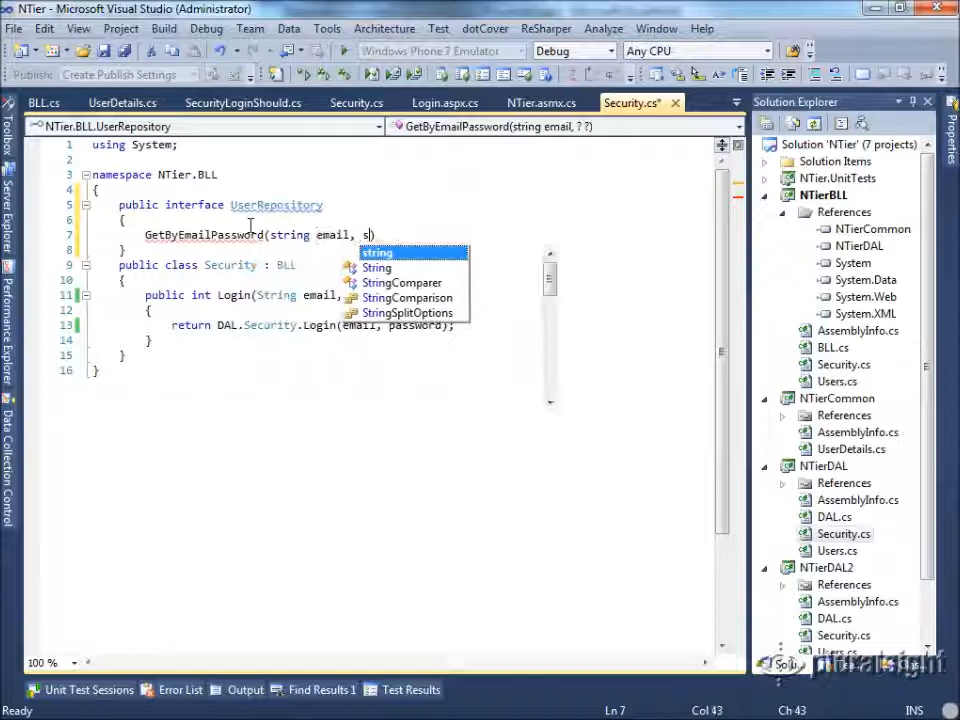 NTier - Microsoft Visual Studio (Administrator)
File Edit View Project Build Debug Team Data Tools Architecture Test dotCover ReSharper Analyze Window Help
Windows Phone 7 Emulator Debug Any CPU
Publish: Create Publish Settings
BLL.cs UserDetails.cs SecurityLoginShould.cs Security.cs Login.aspx.cs NTier.asmx.cs Security.cs*
NTier.BLL.UserRepository GetByEmailPassword(string email, ? ?)
1 using System;
2
3 namespace NTier.BLL
4 {
5 public interface UserRepository
6 {
7 GetByEmailPassword(string email, s)
8 }
9 public class Security : BLL
10 {
11 public int Login(String email,
12 {
13 return DAL.Security.Login(email, password);
14 }
15 }
16 }
string
String
StringComparer
StringComparison
StringSplitOptions
100 %
Toolbox
Server Explorer
Performance Explorer
Data Collection Control
Solution Explorer
Solution 'NTier' (7 projects)
Solution Items
NTier.UnitTests
NTierBLL
References
NTierCommon
NTierDAL
System
System.Data
System.Web
System.XML
AssemblyInfo.cs
BLL.cs
Security.cs
Users.cs
NTierCommon
References
AssemblyInfo.cs
UserDetails.cs
NTierDAL
References
AssemblyInfo.cs
DAL.cs
Security.cs
Users.cs
NTierDAL2
References
AssemblyInfo.cs
DAL.cs
Security.cs
Users.cs
Properties
pluralsight
Unit Test Sessions Error List Output Find Results 1 Test Results
Ready Ln 7 Col 43 Ch 43 INS